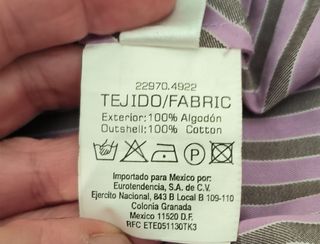 22970.4922
TEJIDO/FABRIC
Exterior:100% Algodón
Outshell:100% Cotton
P
Importado para Mexico por:
Eurotendencia, S.A. de C.V.
Ejercito Nacional, 843 B Local B 109-110
Colonia Granada
Mexico 11520 D.F.
RFC ETE051130TK3